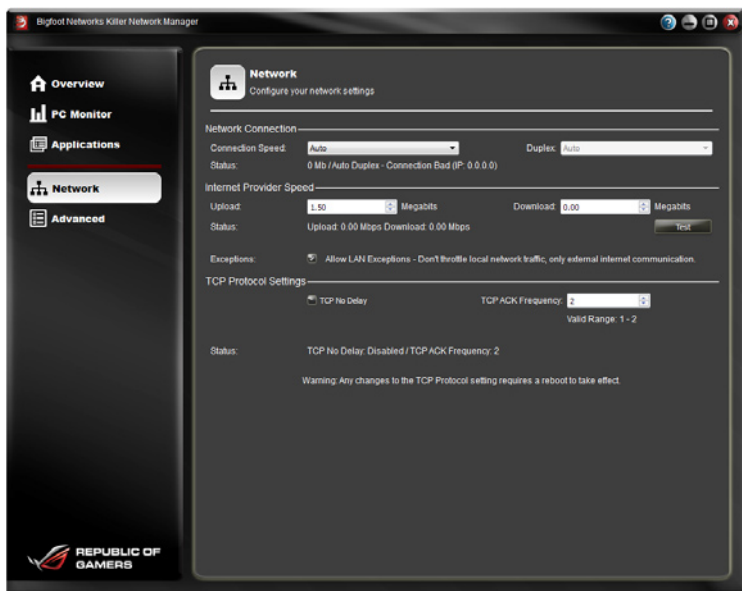 Bigfoot Networks Killer Network Manager
Overview
PC Monitor
Applications
Network
Advanced
REPUBLIC OF
GAMERS
Network
Configure your network settings
Network Connection
Connection Speed: Auto Duplex: Auto
Status: 0 Mb / Auto Duplex - Connection Bad (IP: 0.0.0.0)
Internet Provider Speed
Upload: 1.50 Megabits Download: 0.00 Megabits
Status: Upload: 0.00 Mbps Download: 0.00 Mbps Test
Exceptions: Allow LAN Exceptions - Don't throttle local network traffic, only external internet communication.
TCP Protocol Settings
TCP No Delay TCP ACK Frequency: 2
Valid Range: 1 - 2
Status: TCP No Delay: Disabled / TCP ACK Frequency: 2
Warning: Any changes to the TCP Protocol setting requires a reboot to take effect.